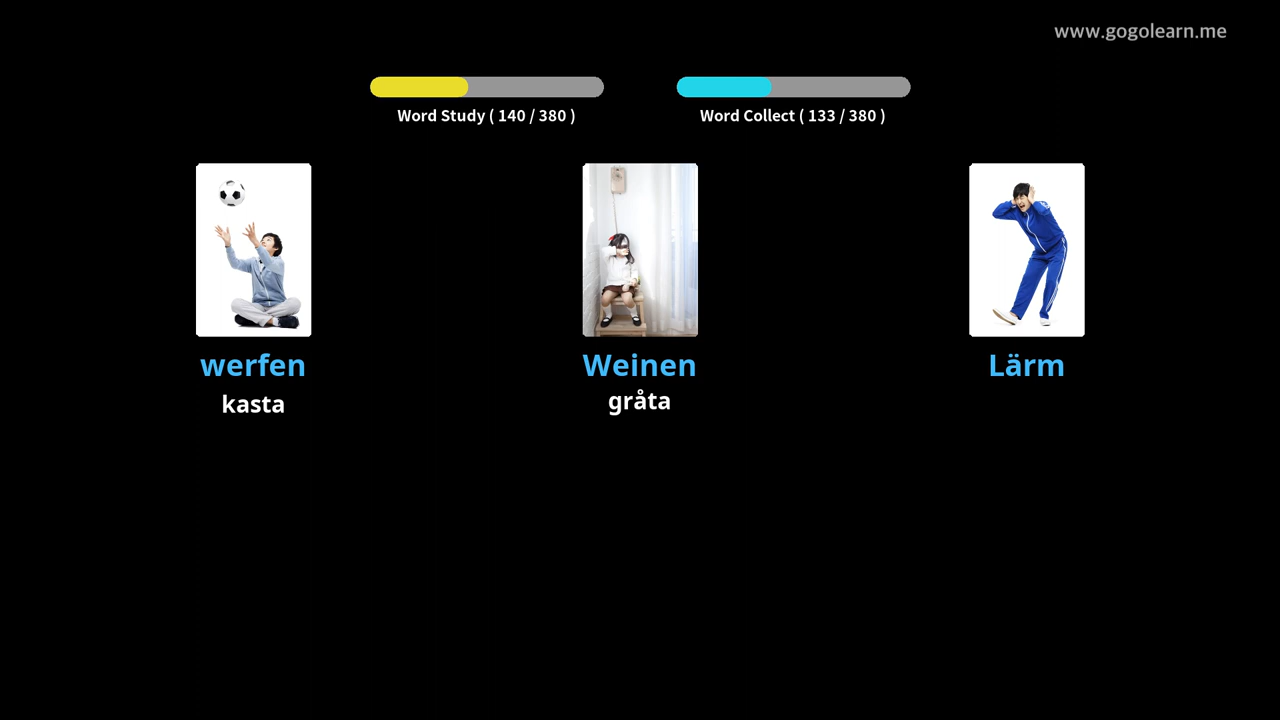 www.gogolearn.me
Word Study ( 140 / 380 )
Word Collect ( 133 / 380 )
werfen
kasta
Weinen
gråta
Lärm